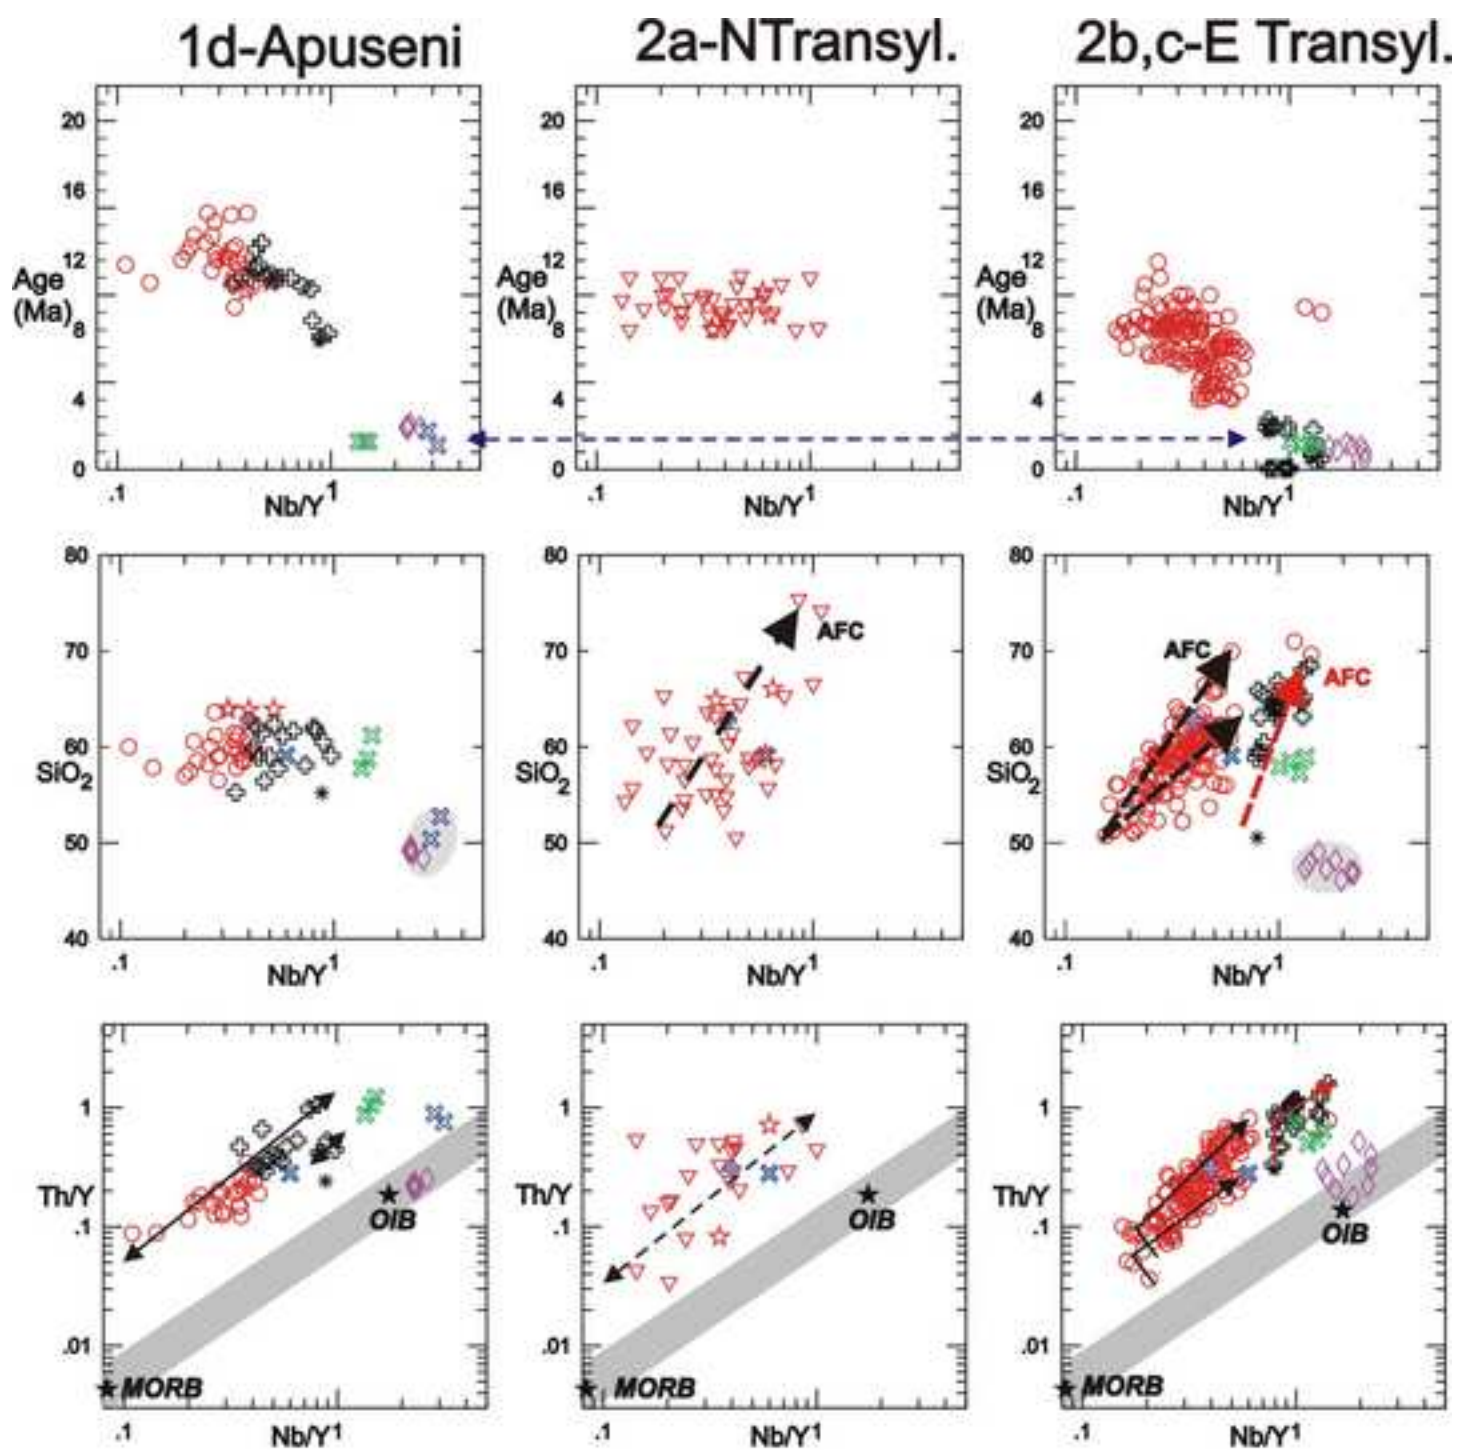 1d-Apuseni
2a-NTransyl.
2b,c-E Transyl.
20
16
12
Age
(Ma)
8
4
0
.1
Nb/Y
1
20
16
12
Age
(Ma)
8
4
0
.1
Nb/Y
1
20
16
12
Age
(Ma)
8
4
0
.1
Nb/Y
1
80
70
60
SiO2
50
40
.1
Nb/Y
1
80
70
60
SiO2
50
40
AFC
.1
Nb/Y
1
80
70
60
SiO2
50
40
AFC
AFC
.1
Nb/Y
1
1
Th/Y
.1
.01
OIB
MORB
.1
Nb/Y
1
1
Th/Y
.1
.01
OIB
MORB
.1
Nb/Y
1
1
Th/Y
.1
.01
OIB
MORB
.1
Nb/Y
1